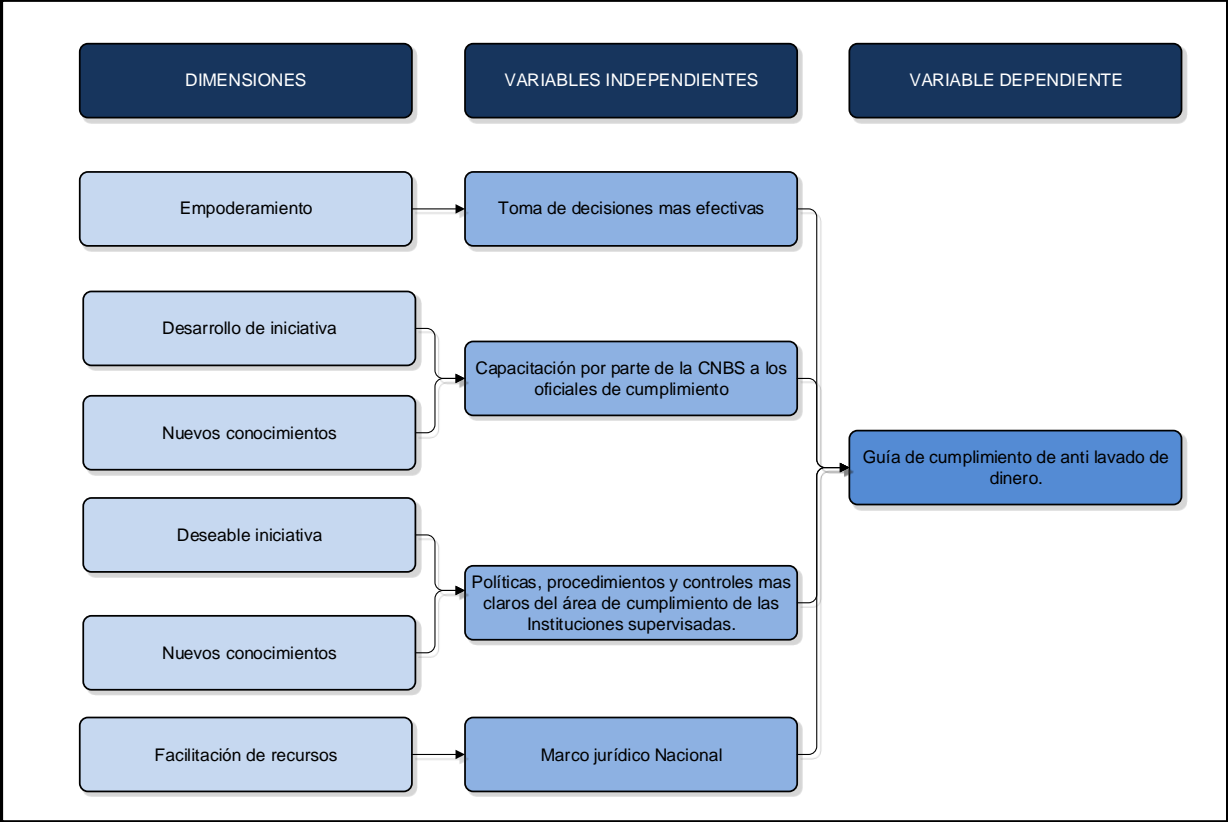 DIMENSIONES
VARIABLES INDEPENDIENTES
VARIABLE DEPENDIENTE
Empoderamiento
Toma de decisiones mas efectivas
Desarrollo de iniciativa
Nuevos conocimientos
Capacitación por parte de la CNBS a los
oficiales de cumplimiento
Deseable iniciativa
Nuevos conocimientos
Políticas, procedimientos y controles mas
claros del área de cumplimiento de las
Instituciones supervisadas.
Facilitación de recursos
Marco jurídico Nacional
Guía de cumplimiento de anti lavado de
dinero.